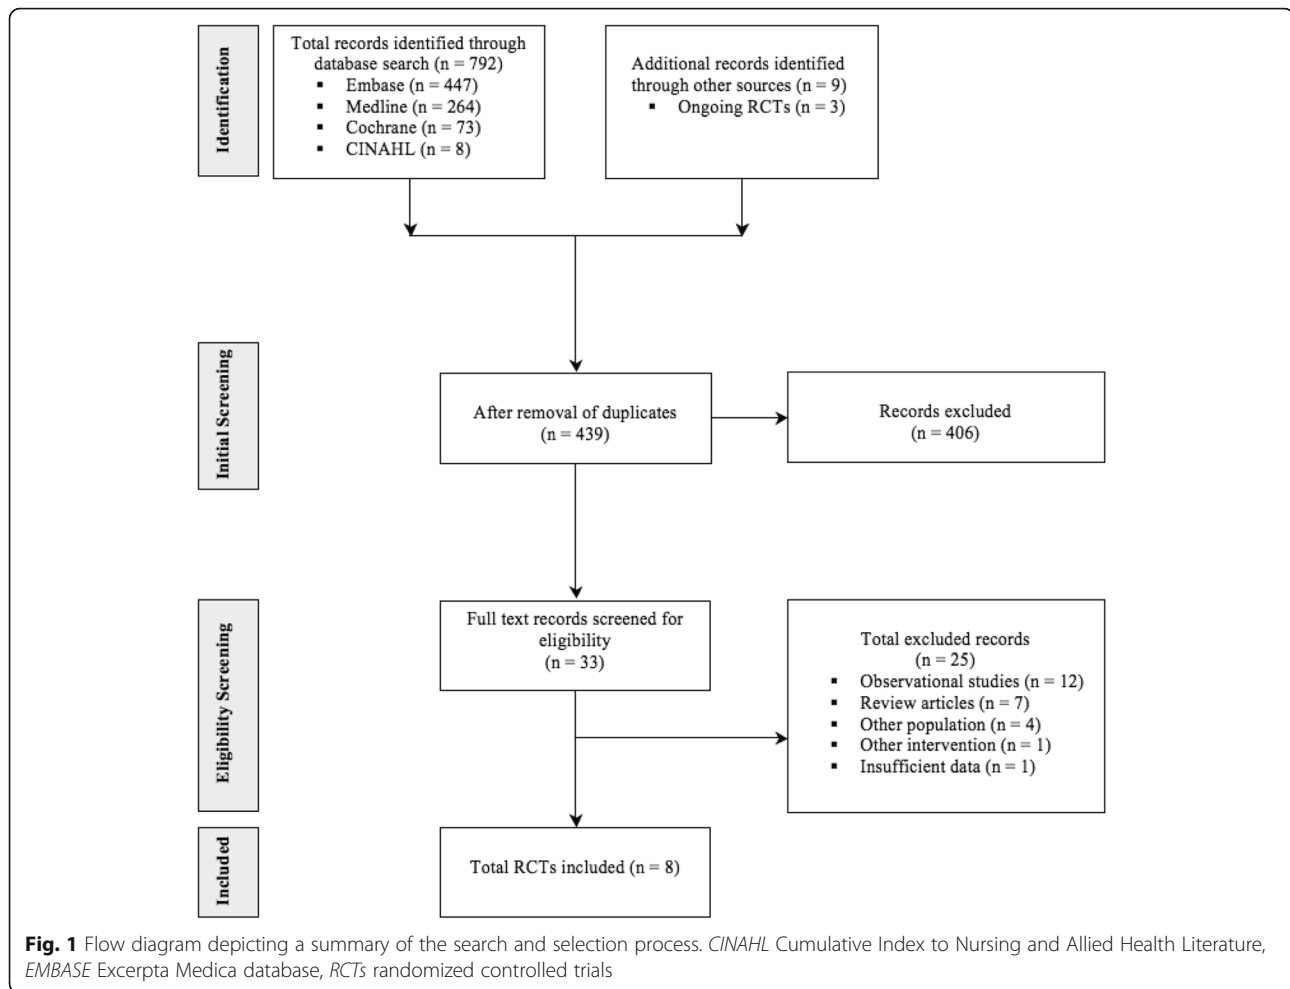 Identification
Total records identified through
database search (n = 792)
▪ Embase (n = 447)
▪ Medline (n = 264)
▪ Cochrane (n = 73)
▪ CINAHL (n = 8)
Additional records identified
through other sources (n = 9)
▪ Ongoing RCTs (n = 3)
Initial Screening
After removal of duplicates
(n = 439)
Records excluded
(n = 406)
Eligibility Screening
Full text records screened for
eligibility
(n = 33)
Total excluded records
(n = 25)
▪ Observational studies (n = 12)
▪ Review articles (n = 7)
▪ Other population (n = 4)
▪ Other intervention (n = 1)
▪ Insufficient data (n = 1)
Included
Total RCTs included (n = 8)
Fig. 1 Flow diagram depicting a summary of the search and selection process. CINAHL Cumulative Index to Nursing and Allied Health Literature,
EMBASE Excerpta Medica database, RCTs randomized controlled trials